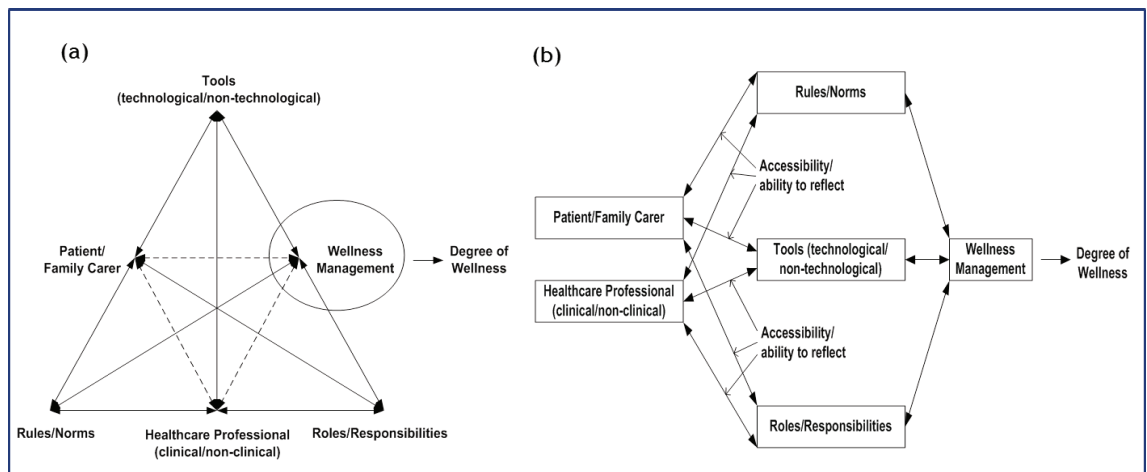 (a)
Tools
(technological/non-technological)
Patient/
Family Carer
Wellness
Management
Degree of
Wellness
Rules/Norms
Healthcare Professional
(clinical/non-clinical)
Roles/Responsibilities
(b)
Rules/Norms
Accessibility/
ability to reflect
Patient/Family Carer
Tools (technological/
non-technological)
Wellness
Management
Degree of
Wellness
Healthcare Professional
(clinical/non-clinical)
Accessibility/
ability to reflect
Roles/Responsibilities